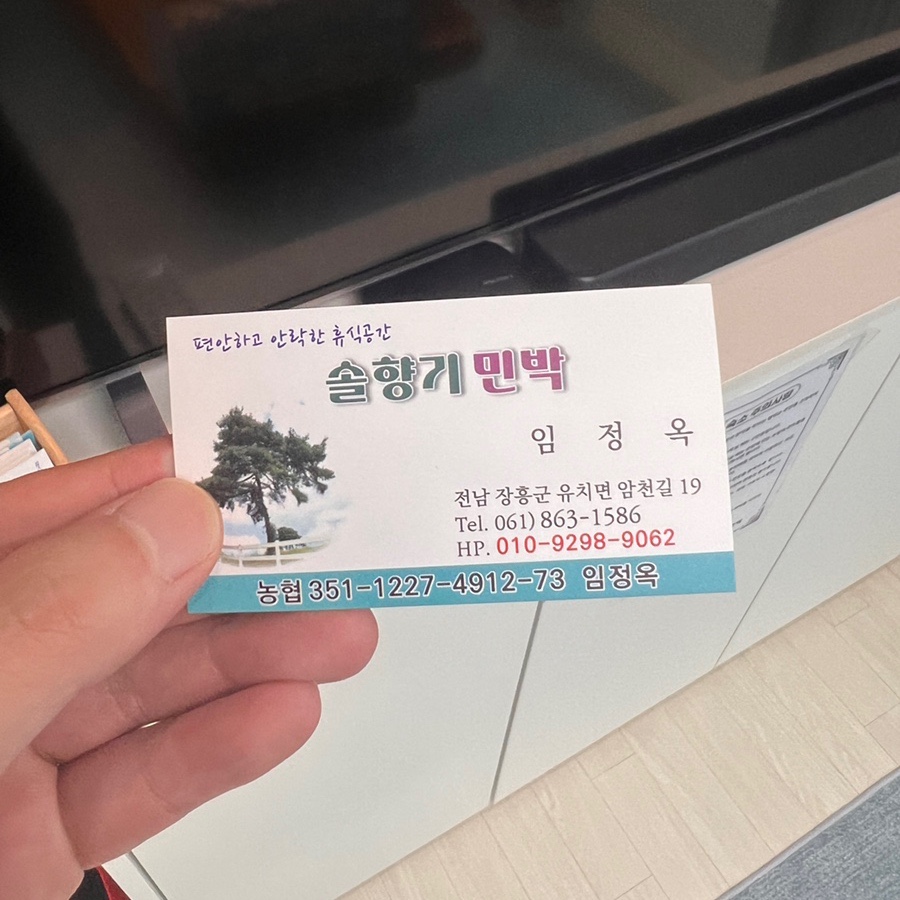 편안하고 안락한 휴식공간
솔향기 민박
임 정 옥
전남 장흥군 유치면 암천길 19
Tel. 061) 863-1586
HP. 010-9298-9062
농협 351-1227-4912-73 임정옥